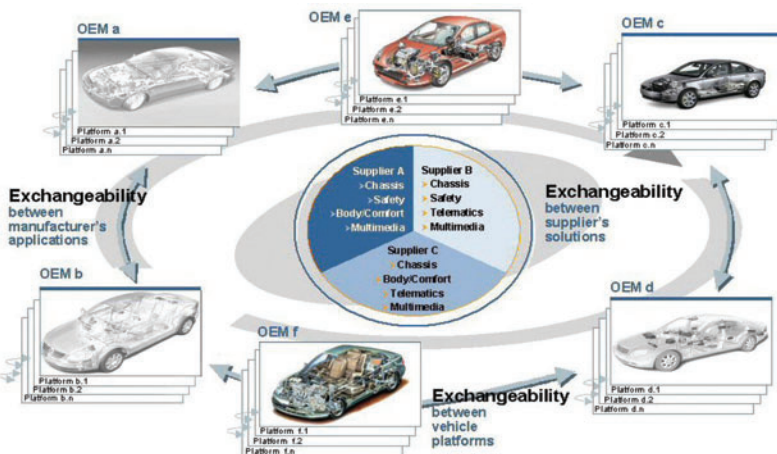 OEM a
Platform a.1
Platform a.2
Platform a.n
OEM e
Platform e.1
Platform e.2
Platform e.n
OEM c
Platform c.1
Platform c.2
Platform c.n
Exchangeability
between
manufacturer's
applications
Supplier A
>Chassis
>Safety
>Body/Comfort
>Multimedia
Supplier B
> Chassis
> Safety
> Telematics
> Multimedia
Supplier C
> Chassis
> Body/Comfort
> Telematics
> Multimedia
Exchangeability
between
supplier's
solutions
OEM b
Platform b.1
Platform b.2
Platform b.n
OEM f
Platform f.1
Platform f.2
Platform f.n
Exchangeability
between
vehicle
platforms
OEM d
Platform d.1
Platform d.2
Platform d.n